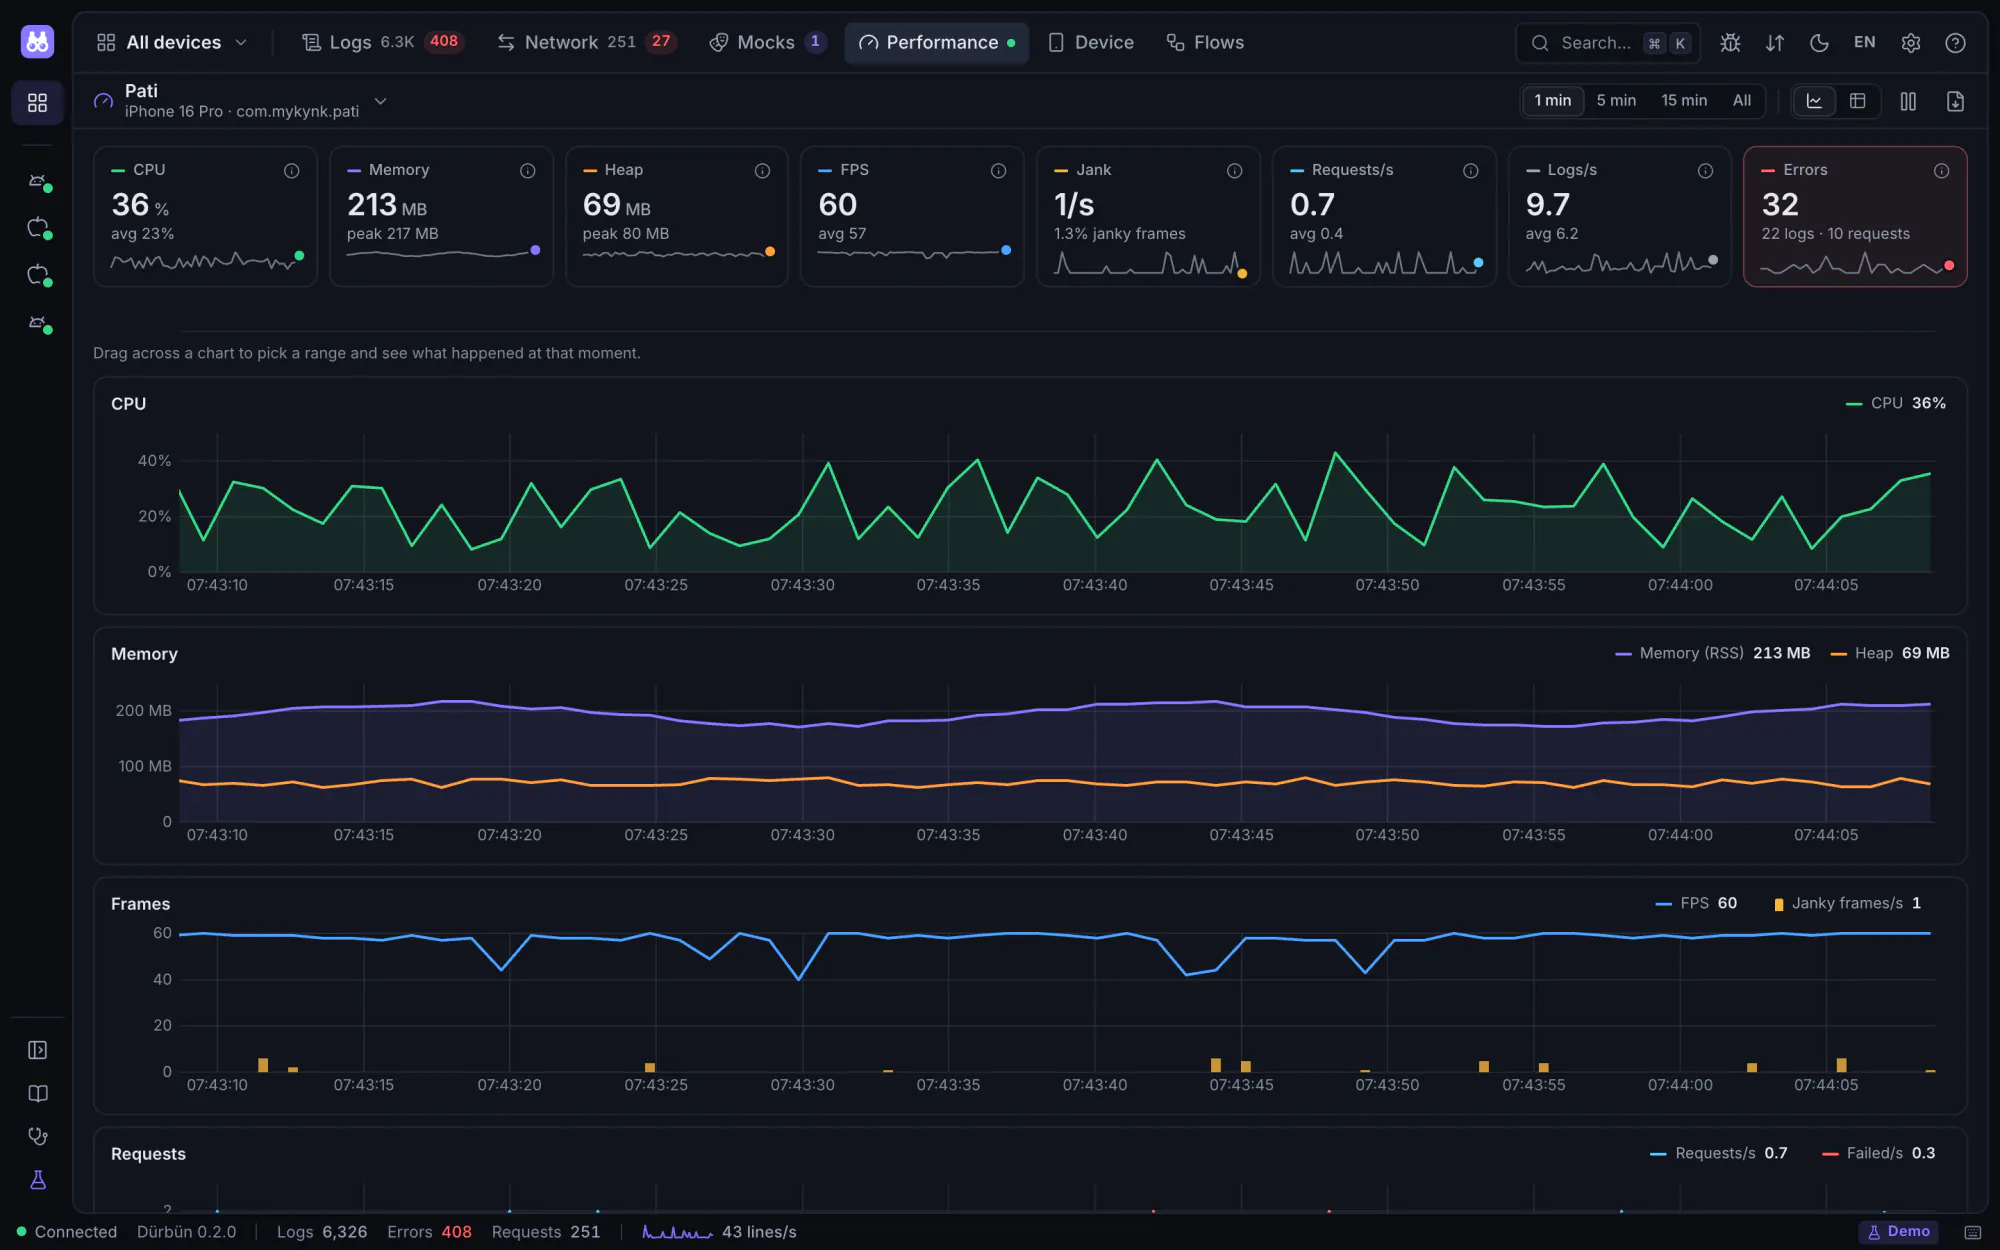 All devices
Logs 6.3K 408
Network 251 27
Mocks 1
Performance
Device
Flows
Search... ⌘ K
EN
Pati
iPhone 16 Pro · com.mykynk.pati
1 min 5 min 15 min All
CPU
36 %
avg 23%
Memory
213 MB
peak 217 MB
Heap
69 MB
peak 80 MB
FPS
60
avg 57
Jank
1/s
1.3% janky frames
Requests/s
0.7
avg 0.4
Logs/s
9.7
avg 6.2
Errors
32
22 logs · 10 requests
Drag across a chart to pick a range and see what happened at that moment.
CPU
CPU 36%
40%
20%
0%
07:43:10 07:43:15 07:43:20 07:43:25 07:43:30 07:43:35 07:43:40 07:43:45 07:43:50 07:43:55 07:44:00 07:44:05
Memory
Memory (RSS) 213 MB Heap 69 MB
200 MB
100 MB
0
07:43:10 07:43:15 07:43:20 07:43:25 07:43:30 07:43:35 07:43:40 07:43:45 07:43:50 07:43:55 07:44:00 07:44:05
Frames
FPS 60 Janky frames/s 1
60
40
20
0
07:43:10 07:43:15 07:43:20 07:43:25 07:43:30 07:43:35 07:43:40 07:43:45 07:43:50 07:43:55 07:44:00 07:44:05
Requests
Requests/s 0.7 Failed/s 0.3
2
Connected Dürbün 0.2.0 Logs 6,326 Errors 408 Requests 251 43 lines/s
Demo